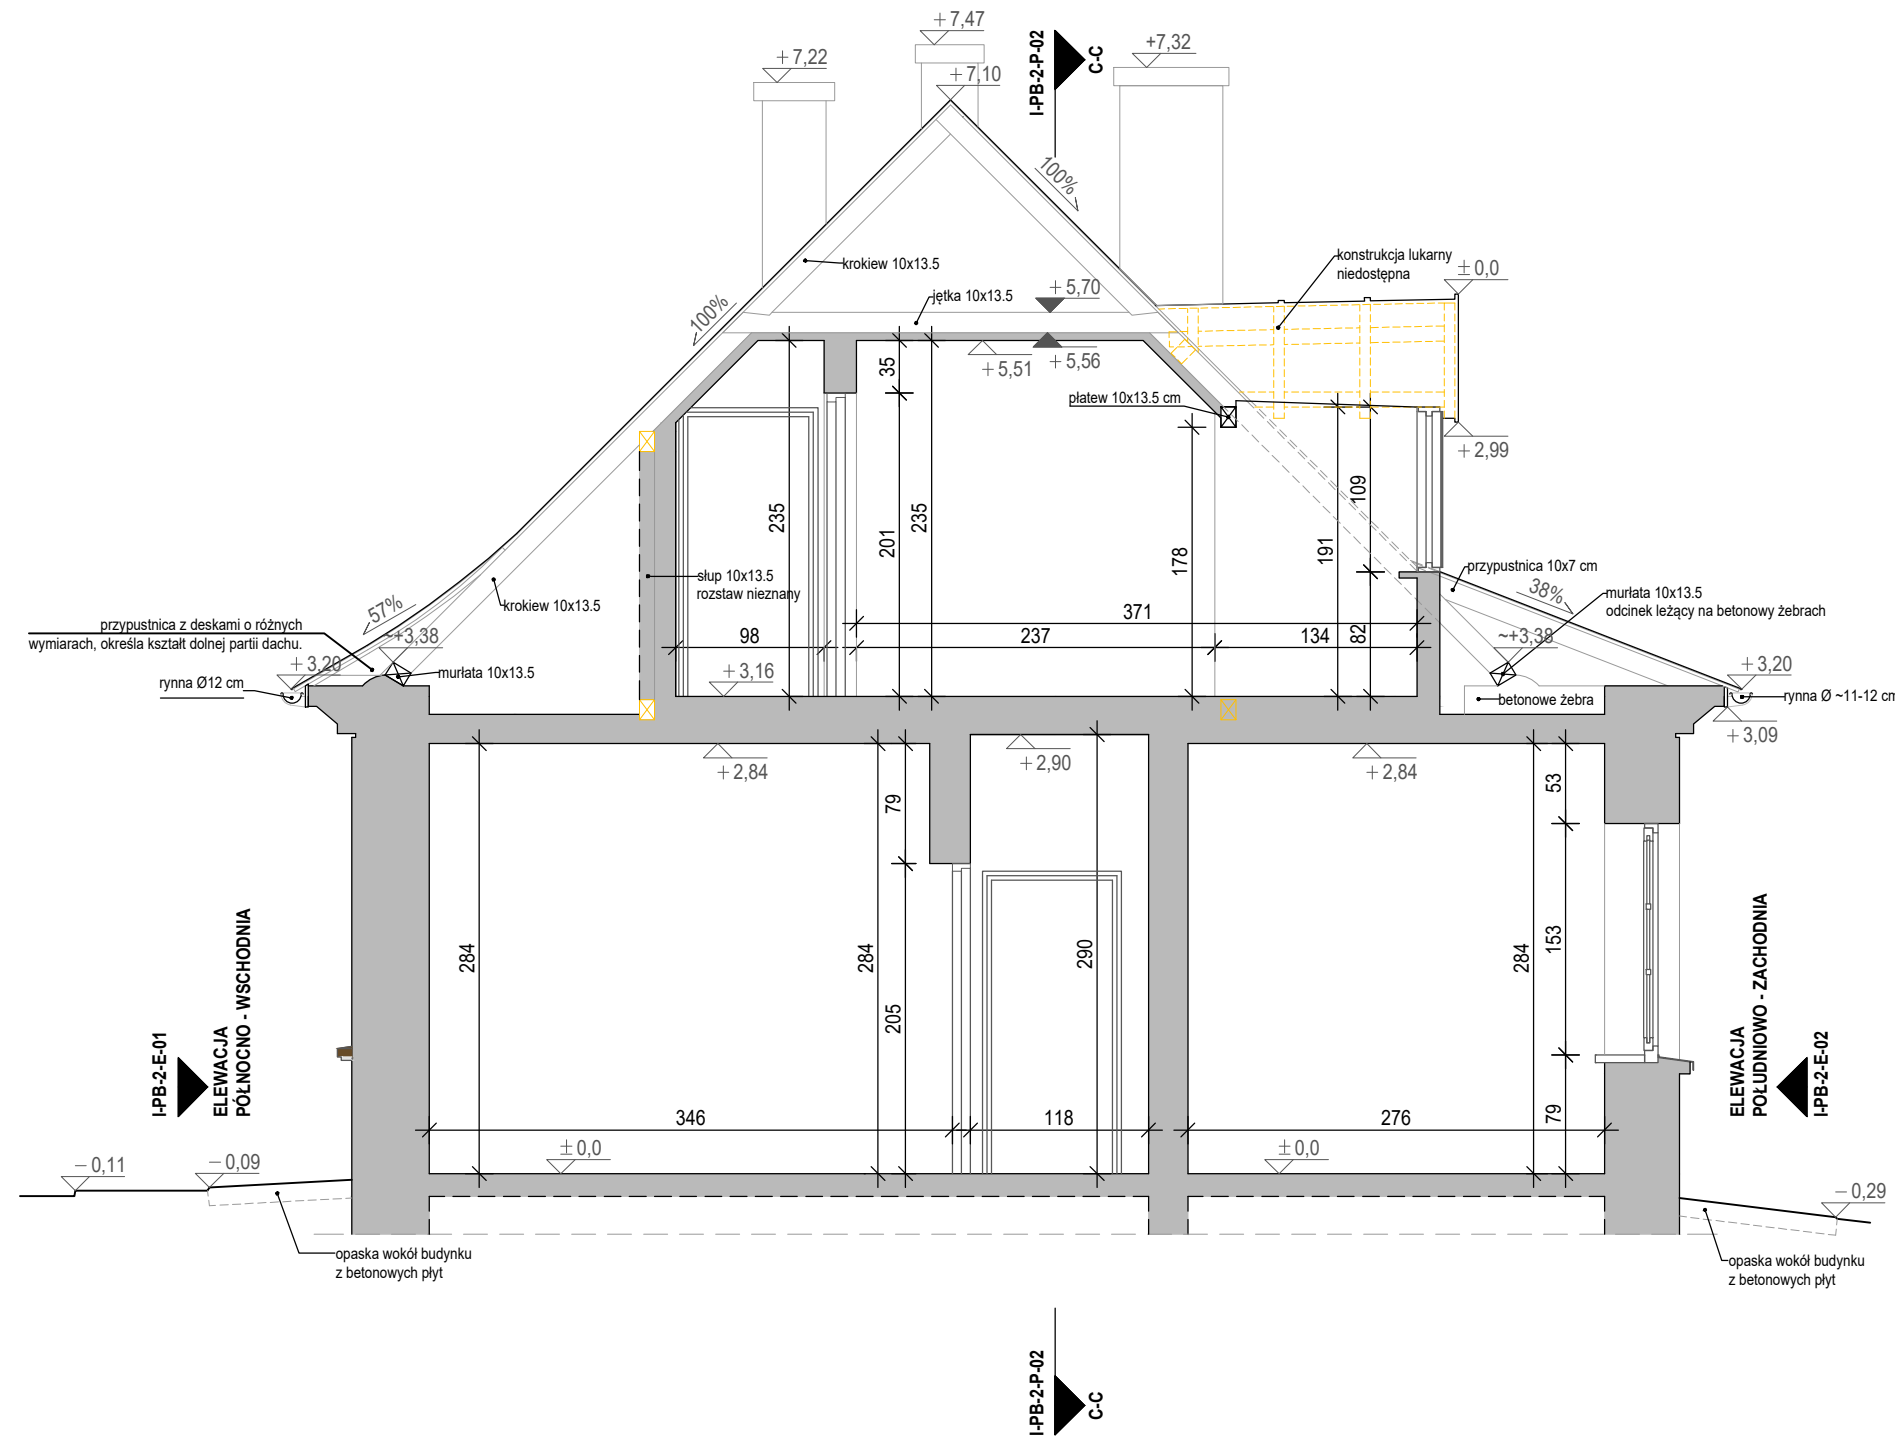 +7,47
+7,22
+7,10
I-PB-2-P-02
C-C
+7,32
100%
krokiew 10x13.5
jętka 10x13.5
+5,70
konstrukcja lukarny
niedostępna
±0,0
100%
35
+5,51
+5,56
płatew 10x13.5 cm
+2,99
235
201
235
178
191
109
słup 10x13.5
rozstaw nieznany
krokiew 10x13.5
57%
przypustnica 10x7 cm
38%
murłata 10x13.5
odcinek leżący na betonowy żebrach
przypustnica z deskami o różnych
wymiarach, określa kształt dolnej partii dachu.
~+3,38
+3,20
rynna Ø12 cm
murłata 10x13.5
98
371
237
134
82
+3,16
~+3,38
+3,20
rynna Ø ~11-12 cm
betonowe żebra
+3,09
+2,84
+2,90
+2,84
79
53
284
284
205
290
284
153
79
I-PB-2-E-01
ELEWACJA
PÓŁNOCNO - WSCHODNIA
ELEWACJA
POŁUDNIOWO - ZACHODNIA
I-PB-2-E-02
346
118
276
±0,0
±0,0
−0,11
−0,09
−0,29
opaska wokół budynku
z betonowych płyt
opaska wokół budynku
z betonowych płyt
I-PB-2-P-02
C-C